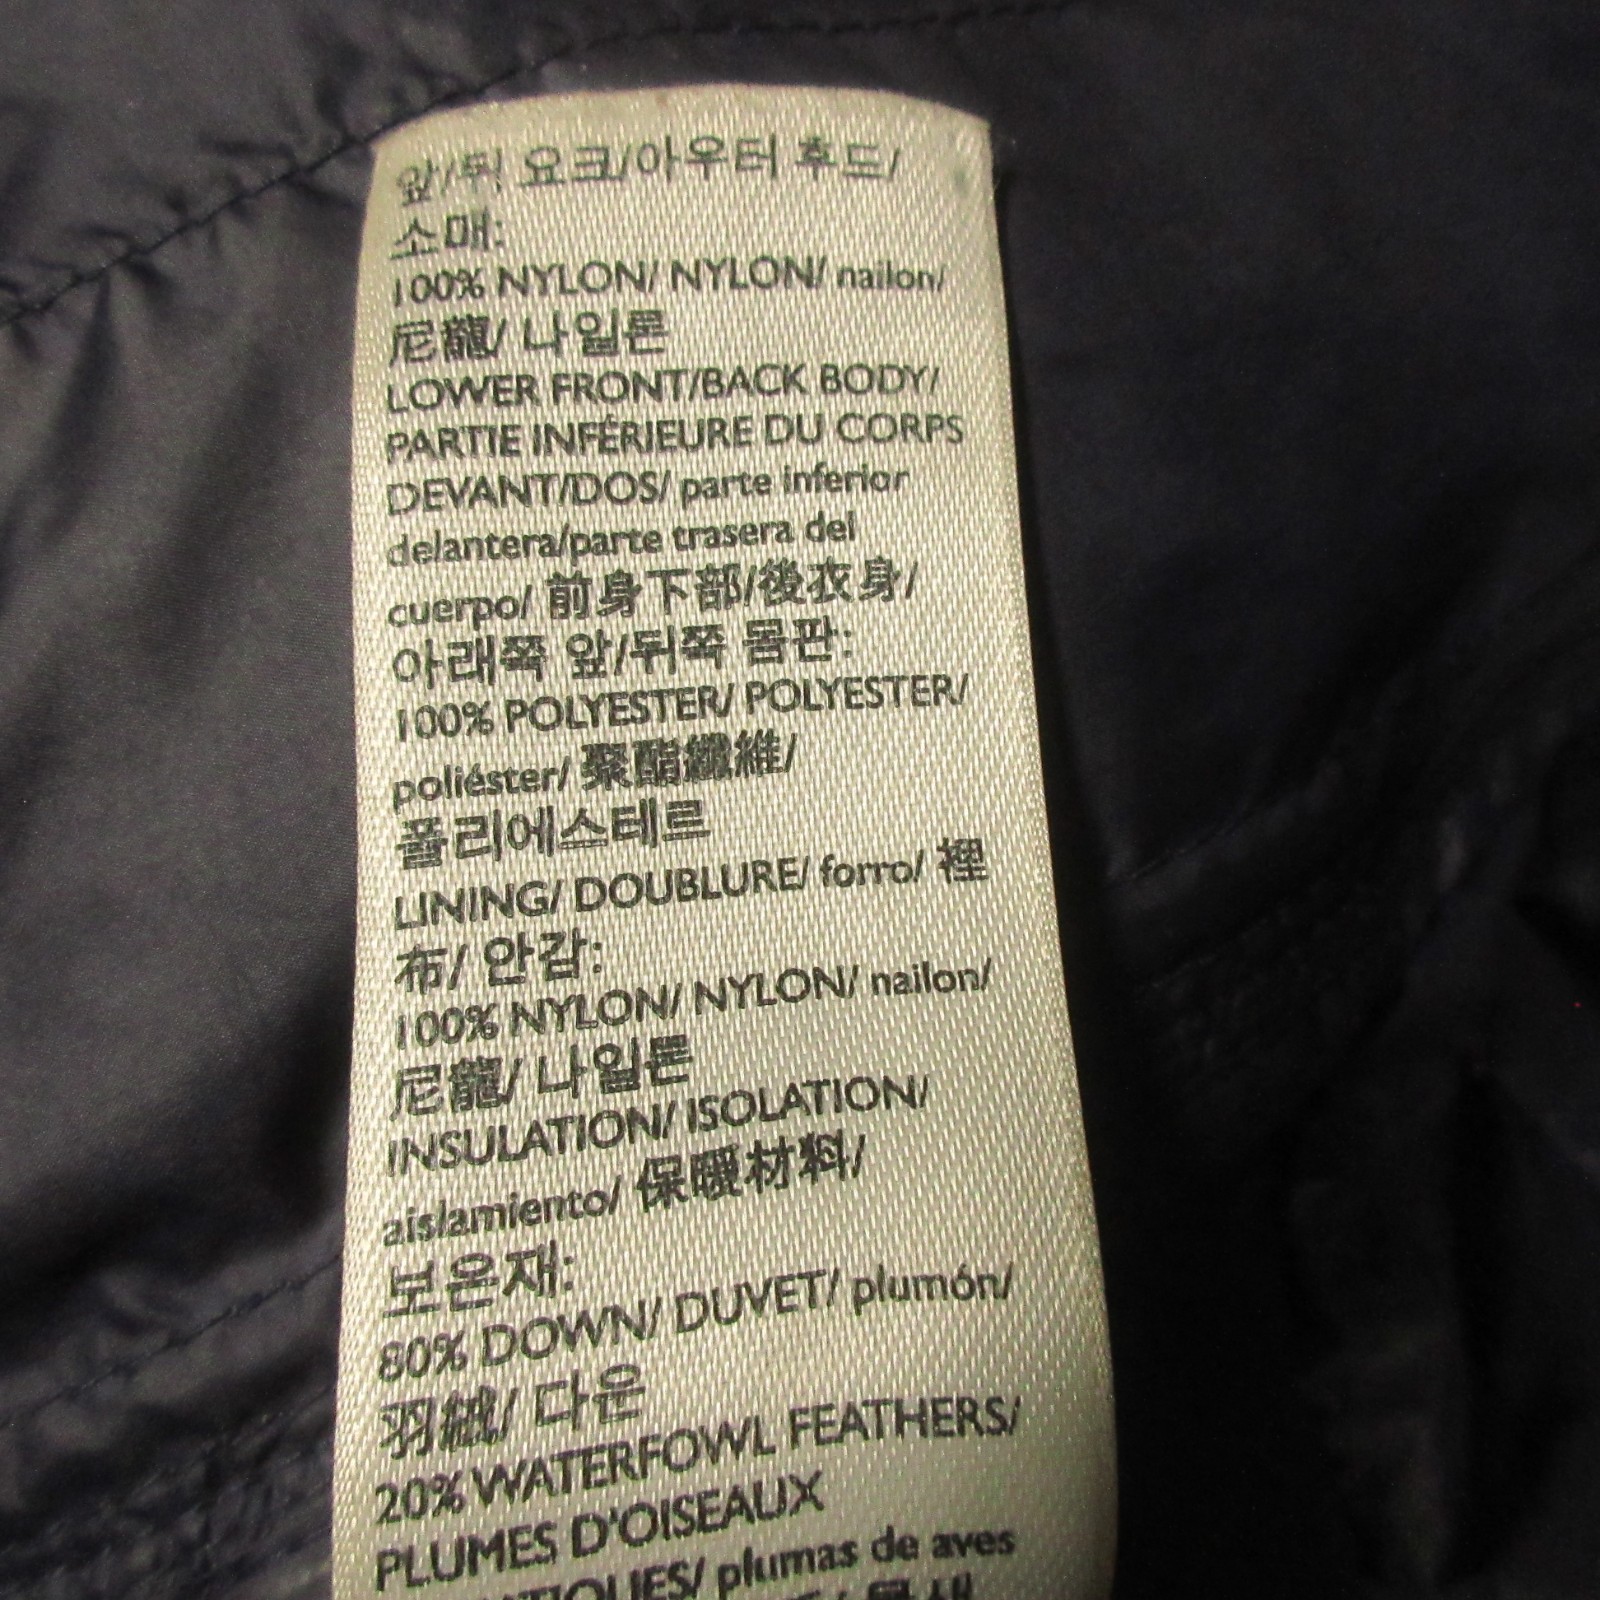 앞/뒤 요크/아우터 후드/
소매:
100% NYLON/ NYLON/ nailon/
尼龍/ 나일론
LOWER FRONT/BACK BODY/
PARTIE INFÉRIEURE DU CORPS
DEVANT/DOS/ parte inferior
delantera/parte trasera del
cuerpo/ 前身下部/後衣身/
아래쪽 앞/뒤쪽 몸판:
100% POLYESTER/ POLYESTER/
poliéster/ 聚酯纖維/
폴리에스테르
LINING/ DOUBLURE/ forro/ 裡
布/ 안감:
100% NYLON/ NYLON/ nailon/
尼龍/ 나일론
INSULATION/ ISOLATION/
aislamiento/ 保暖材料/
보온재:
80% DOWN/ DUVET/ plumón/
羽絨/ 다운
20% WATERFOWL FEATHERS/
PLUMES D'OISEAUX
plumas de aves